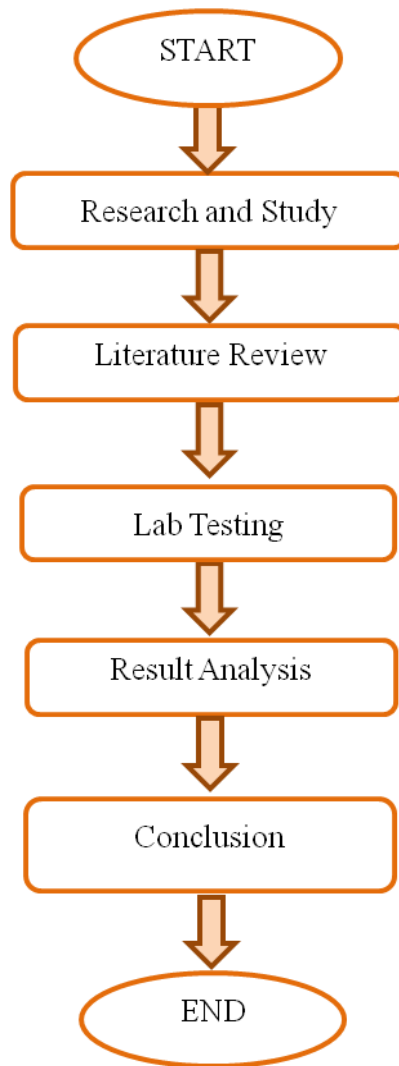 START
Research and Study
Literature Review
Lab Testing
Result Analysis
Conclusion
END